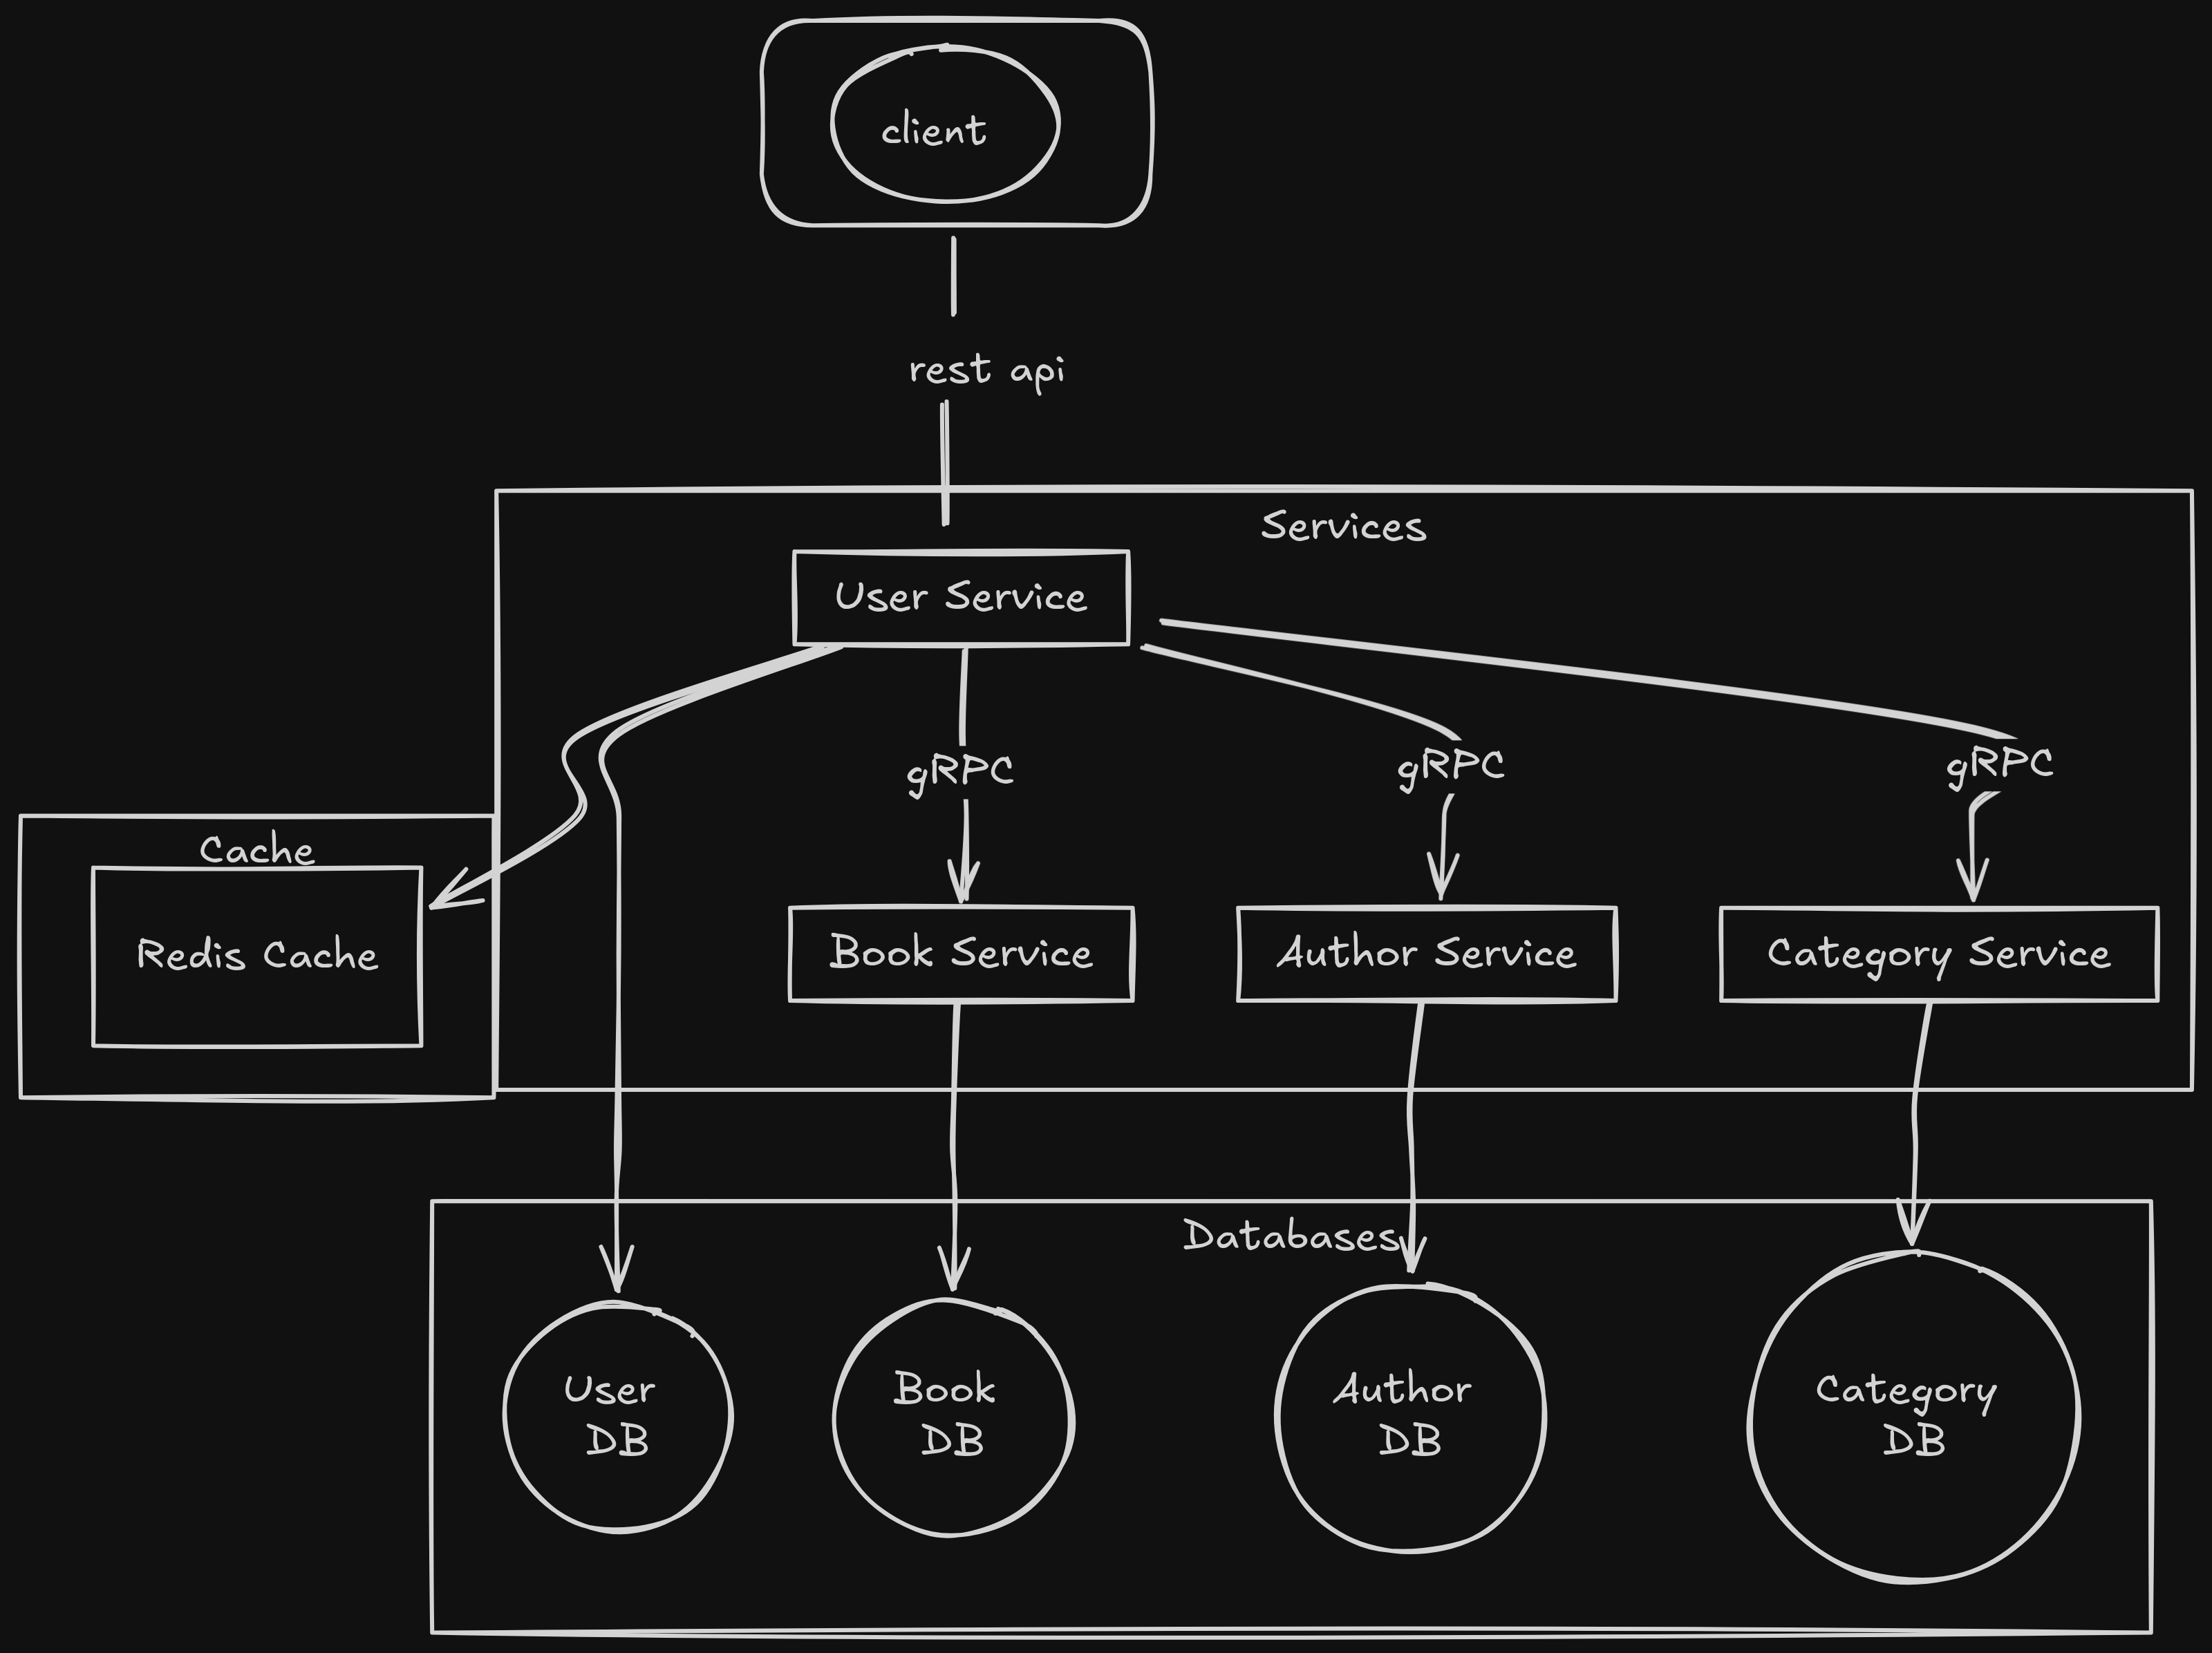 client
rest api
Services
User Service
gRPC
gRPC
gRPC
Cache
Redis Cache
Book Service
Author Service
Category Service
Databases
User
DB
Book
DB
Author
DB
Category
DB